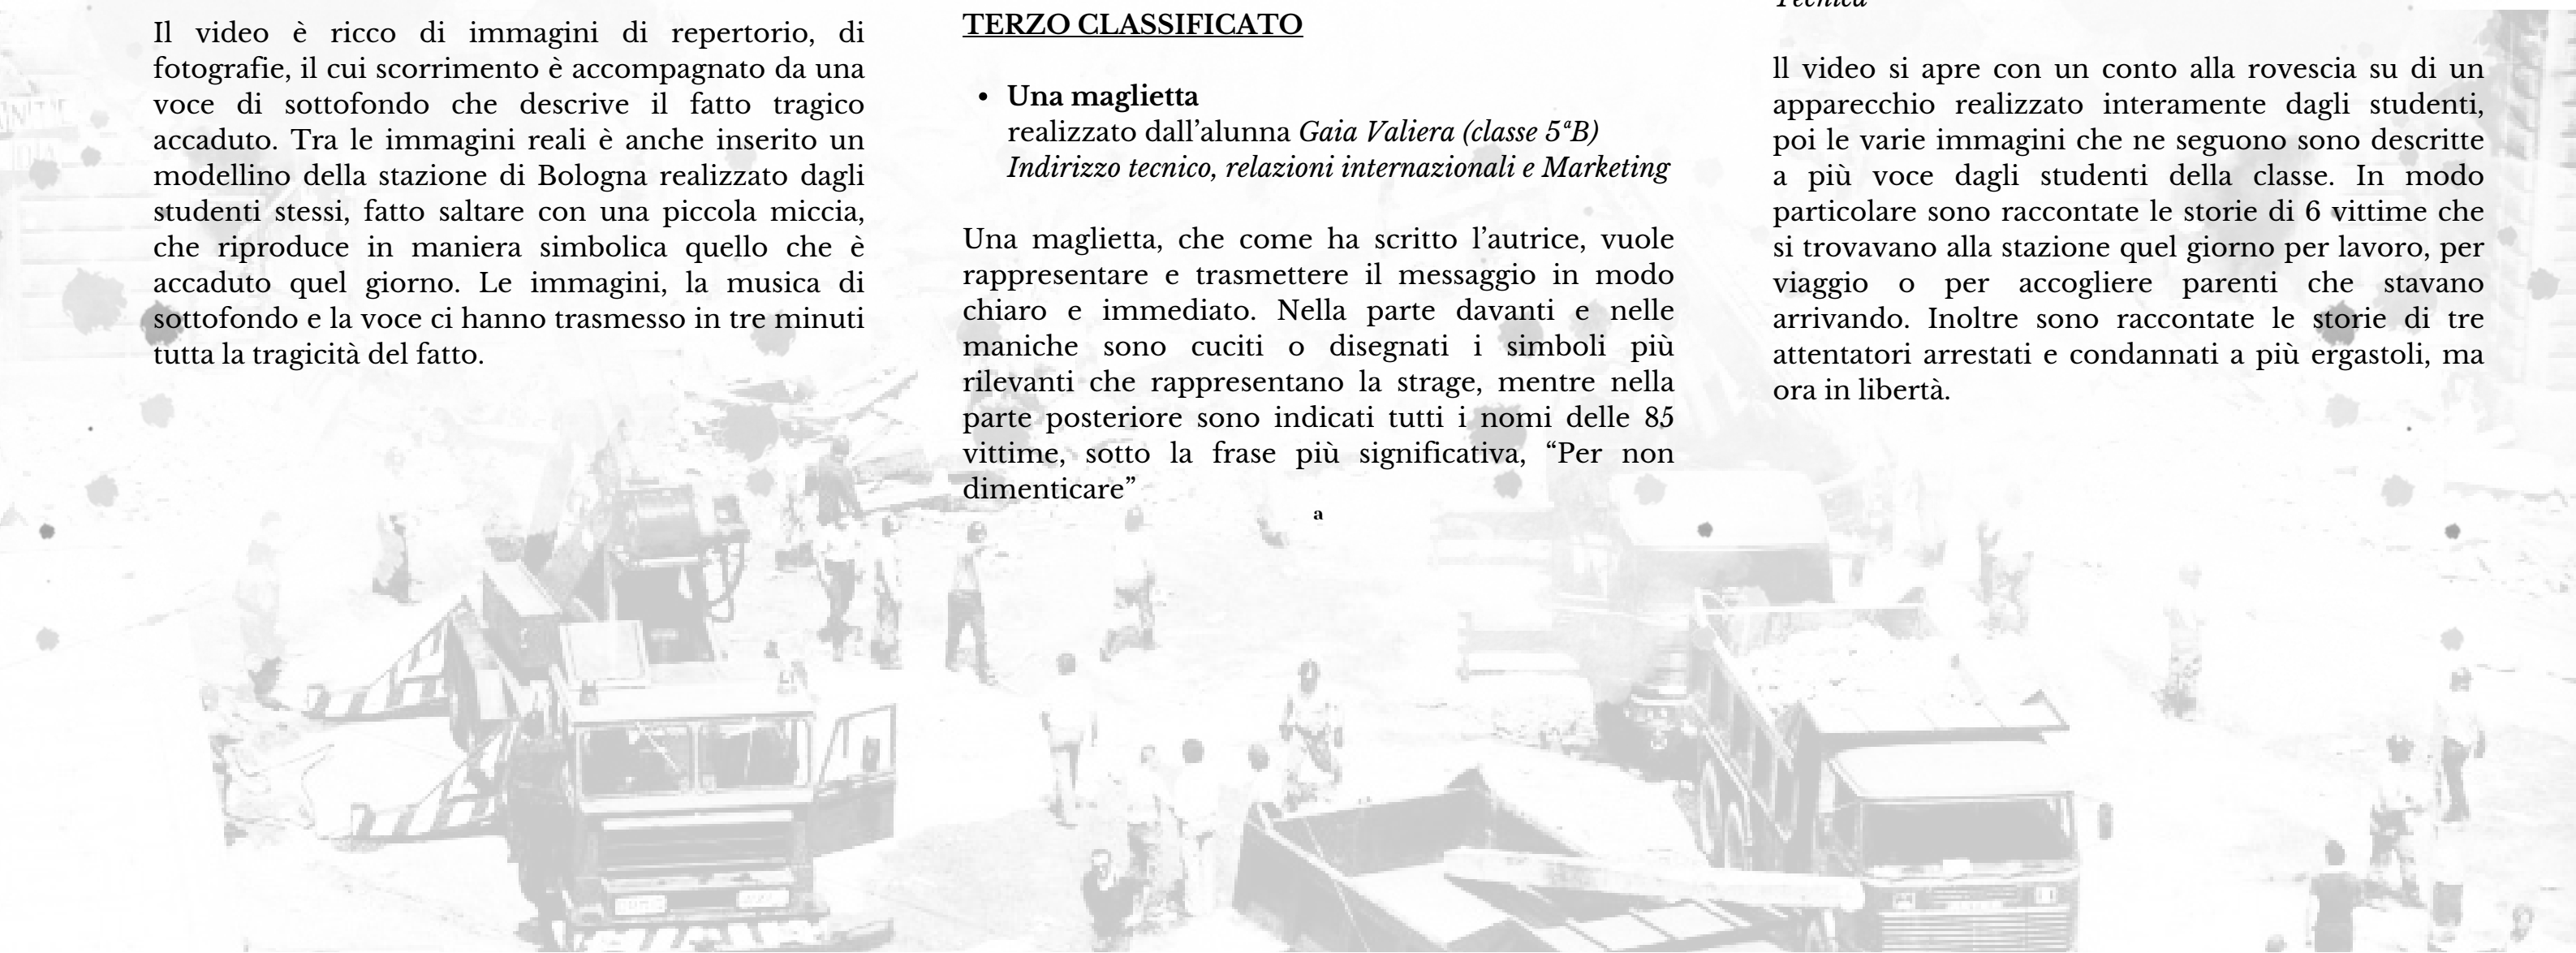 Il video è ricco di immagini di repertorio, di
fotografie, il cui scorrimento è accompagnato da una
voce di sottofondo che descrive il fatto tragico
accaduto. Tra le immagini reali è anche inserito un
modellino della stazione di Bologna realizzato dagli
studenti stessi, fatto saltare con una piccola miccia,
che riproduce in maniera simbolica quello che è
accaduto quel giorno. Le immagini, la musica di
sottofondo e la voce ci hanno trasmesso in tre minuti
tutta la tragicità del fatto.
TERZO CLASSIFICATO
• Una maglietta
realizzato dall’alunna Gaia Valiera (classe 5ªB)
Indirizzo tecnico, relazioni internazionali e Marketing
Una maglietta, che come ha scritto l’autrice, vuole
rappresentare e trasmettere il messaggio in modo
chiaro e immediato. Nella parte davanti e nelle
maniche sono cuciti o disegnati i simboli più
rilevanti che rappresentano la strage, mentre nella
parte posteriore sono indicati tutti i nomi delle 85
vittime, sotto la frase più significativa, “Per non
dimenticare”
a
Tecnica
ll video si apre con un conto alla rovescia su di un
apparecchio realizzato interamente dagli studenti,
poi le varie immagini che ne seguono sono descritte
a più voce dagli studenti della classe. In modo
particolare sono raccontate le storie di 6 vittime che
si trovavano alla stazione quel giorno per lavoro, per
viaggio o per accogliere parenti che stavano
arrivando. Inoltre sono raccontate le storie di tre
attentatori arrestati e condannati a più ergastoli, ma
ora in libertà.